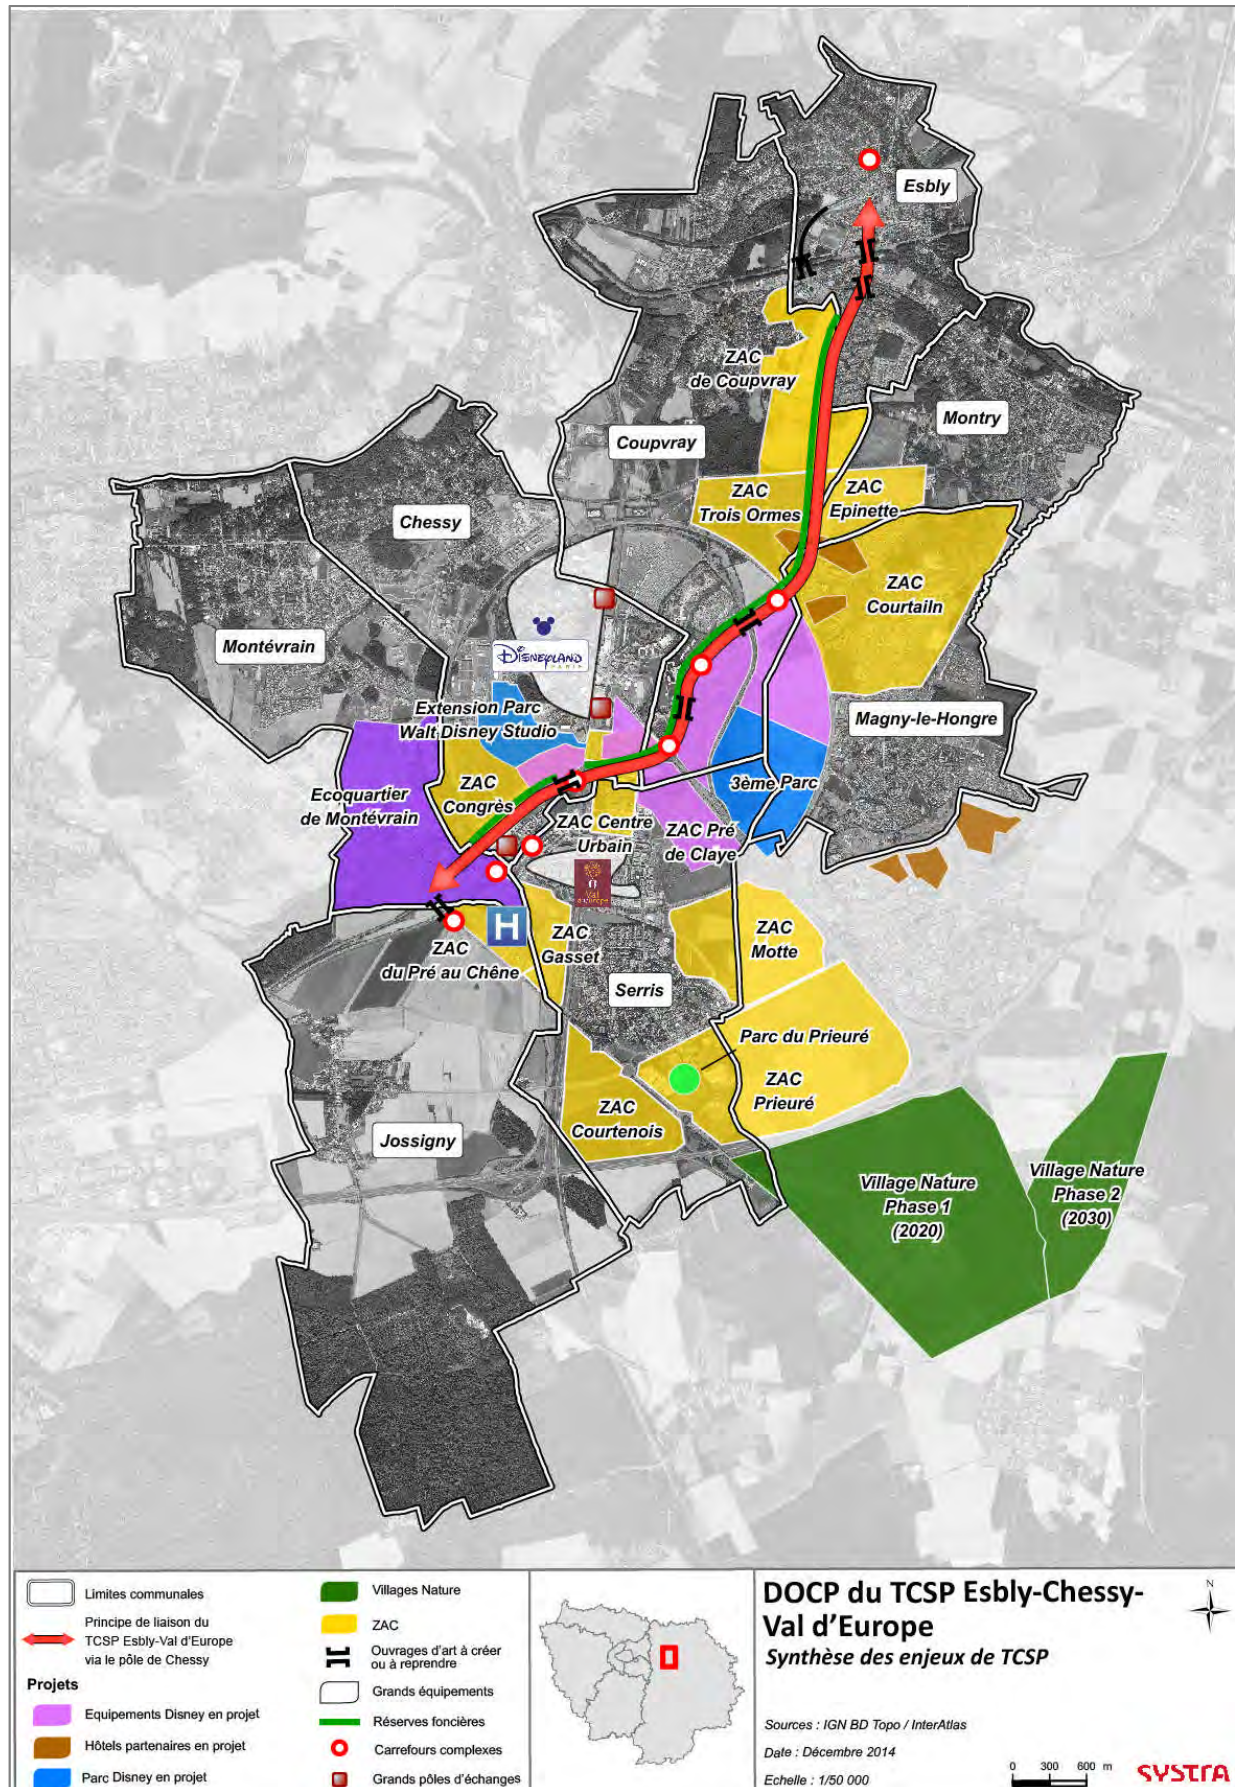 Esbly
ZAC
de Coupvray
Montry
Coupvray
ZAC
Trois Ormes
ZAC
Epinette
Chessy
ZAC
Courtailn
Montévrain
Disneyland
PARIS
Extension Parc
Walt Disney Studio
Magny-le-Hongre
3ème Parc
Ecoquartier
de Montévrain
ZAC
Congrès
ZAC Centre
Urbain
ZAC Pré
de Claye
Val
d'Europe
H
ZAC
du Pré au Chêne
ZAC
Gasset
ZAC
Motte
Serris
Parc du Prieuré
ZAC
Prieuré
ZAC
Courtenois
Jossigny
Village Nature
Phase 1
(2020)
Village Nature
Phase 2
(2030)
Limites communales
Principe de liaison du
TCSP Esbly-Val d'Europe
via le pôle de Chessy
Projets
Equipements Disney en projet
Hôtels partenaires en projet
Parc Disney en projet
Villages Nature
ZAC
Ouvrages d'art à créer
ou à reprendre
Grands équipements
Réserves foncières
Carrefours complexes
Grands pôles d'échanges
DOCP du TCSP Esbly-Chessy-
Val d'Europe
Synthèse des enjeux de TCSP
N
Sources : IGN BD Topo / InterAtlas
Date : Décembre 2014
Echelle : 1/50 000
0 300 600 m
SYSTRA